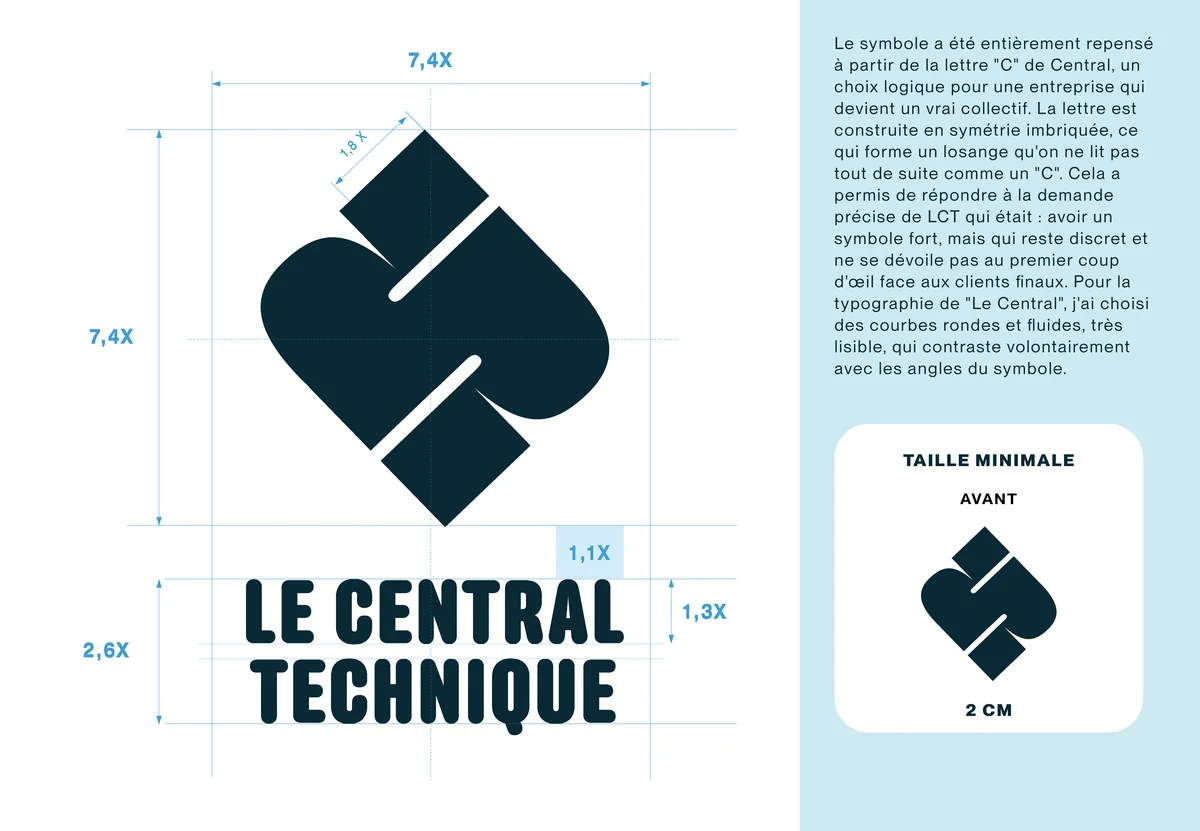 7,4X
1,8 X
7,4X
1,1X
LE CENTRAL
1,3X
2,6X
TECHNIQUE
Le symbole a été entièrement repensé
à partir de la lettre "C" de Central, un
choix logique pour une entreprise qui
devient un vrai collectif. La lettre est
construite en symétrie imbriquée, ce
qui forme un losange qu'on ne lit pas
tout de suite comme un "C". Cela a
permis de répondre à la demande
précise de LCT qui était : avoir un
symbole fort, mais qui reste discret et
ne se dévoile pas au premier coup
d'œil face aux clients finaux. Pour la
typographie de "Le Central", j'ai choisi
des courbes rondes et fluides, très
lisible, qui contraste volontairement
avec les angles du symbole.
TAILLE MINIMALE
AVANT
2 CM